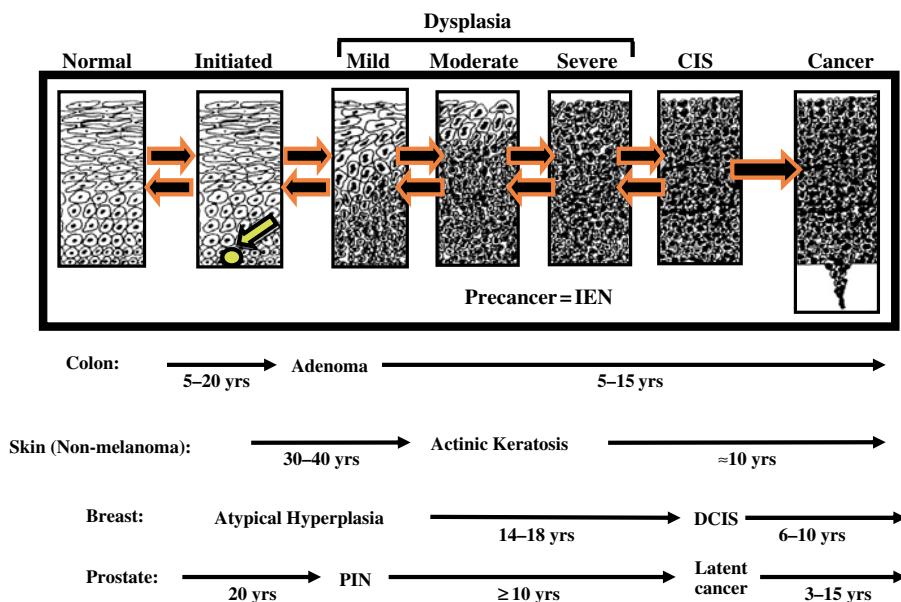 Dysplasia
Normal Initiated Mild Moderate Severe CIS Cancer
Precancer = IEN
Colon: Adenoma
5–20 yrs 5–15 yrs
Skin (Non-melanoma): Actinic Keratosis
30–40 yrs ≈10 yrs
Breast: Atypical Hyperplasia DCIS
14–18 yrs 6–10 yrs
Prostate: PIN Latent cancer
20 yrs ≥ 10 yrs 3–15 yrs